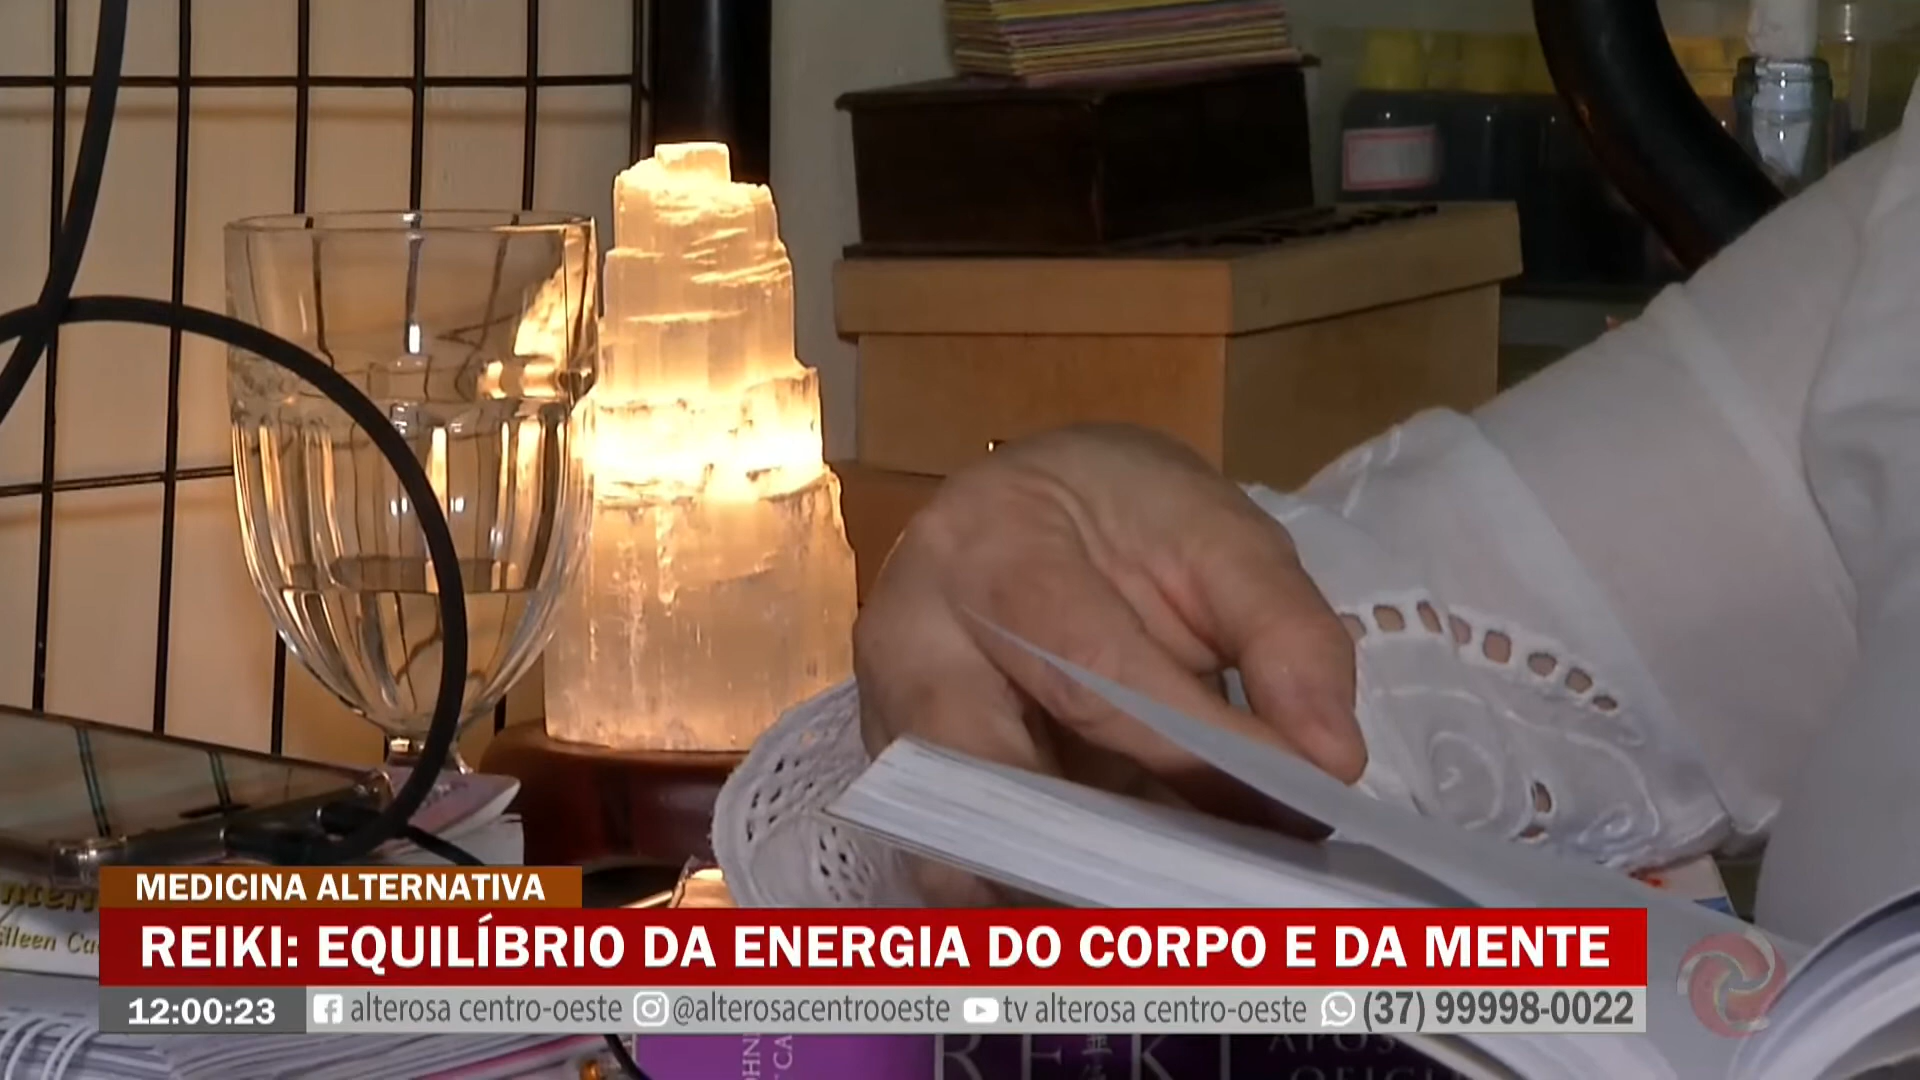 MEDICINA ALTERNATIVA
REIKI: EQUILÍBRIO DA ENERGIA DO CORPO E DA MENTE
12:00:23 alterosa centro-oeste @alterosacentrooeste tv alterosa centro-oeste (37) 99998-0022
REIKI